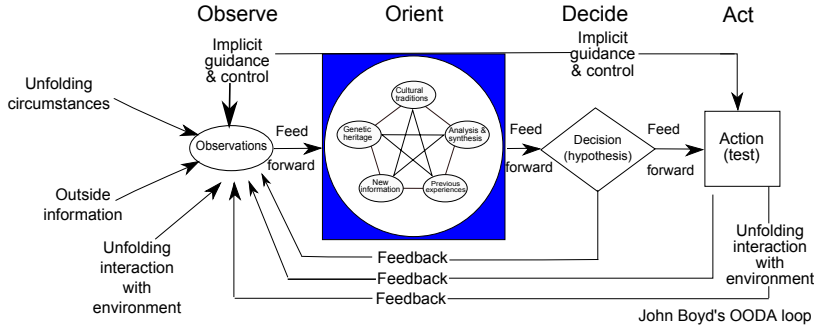 Observe
Orient
Decide
Act
Implicit
guidance
& control
Implicit
guidance
& control
Unfolding
circumstances
Observations
Outside
information
Unfolding
interaction
with
environment
Feed
forward
Cultural
traditions
Genetic
heritage
Analysis &
synthesis
New
information
Previous
experiences
Feed
forward
Decision
(hypothesis)
Feed
forward
Action
(test)
Unfolding
interaction
with
environment
Feedback
Feedback
Feedback
John Boyd's OODA loop